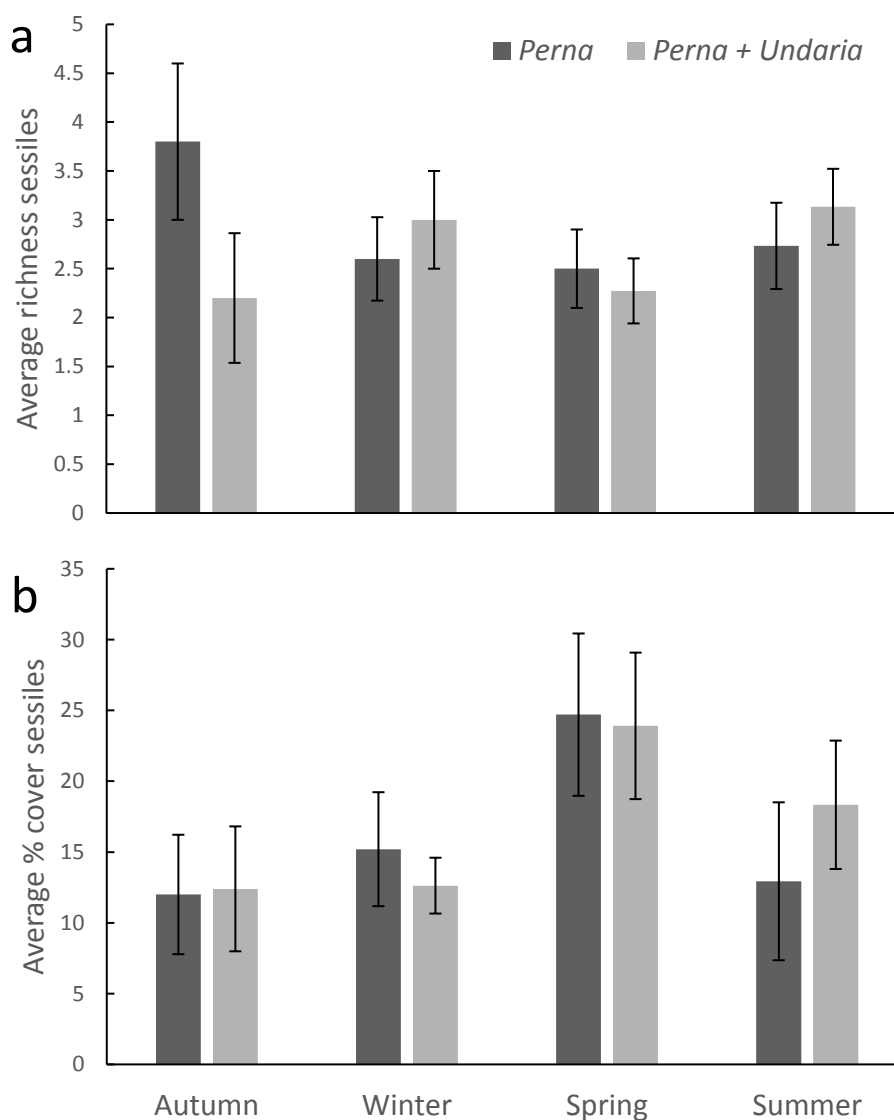 a
Perna
Perna + Undaria
Average richness sessiles
5
4.5
4
3.5
3
2.5
2
1.5
1
0.5
0
b
Average % cover sessiles
35
30
25
20
15
10
5
0
Autumn Winter Spring Summer